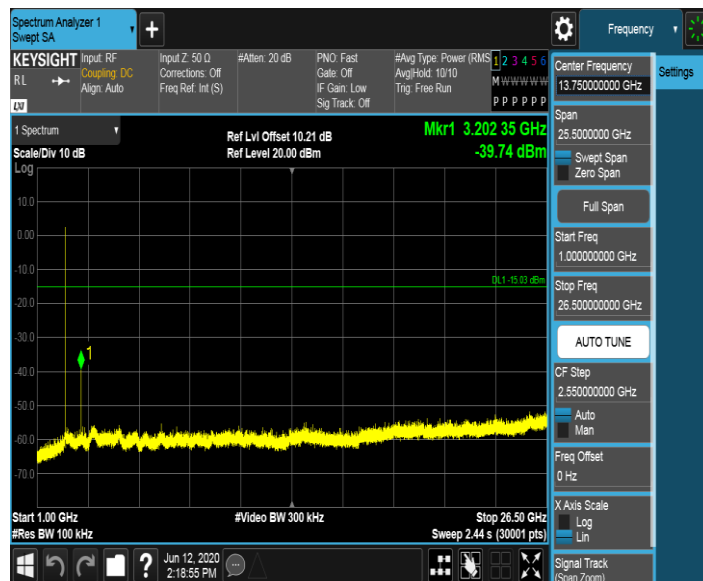 Spectrum Analyzer 1
Swept SA
Frequency
KEYSIGHT
RL
LXI
Input: RF
Coupling: DC
Align: Auto
Input Z: 50 Ω
Corrections: Off
Freq Ref: Int (S)
#Atten: 20 dB
PNO: Fast
Gate: Off
IF Gain: Low
Sig Track: Off
#Avg Type: Power (RMS
Avg|Hold: 10/10
Trig: Free Run
1 2 3 4 5 6
M W W W W W
P P P P P P
1 Spectrum
Scale/Div 10 dB
Log
Ref Lvl Offset 10.21 dB
Ref Level 20.00 dBm
Mkr1 3.202 35 GHz
-39.74 dBm
10.0
0.00
-10.0
DL1 -15.03 dBm
-20.0
-30.0
1
-40.0
-50.0
-60.0
-70.0
Start 1.00 GHz
#Res BW 100 kHz
#Video BW 300 kHz
Stop 26.50 GHz
Sweep 2.44 s (30001 pts)
Jun 12, 2020
2:18:55 PM
Center Frequency
13.750000000 GHz
Settings
Span
25.5000000 GHz
Swept Span
Zero Span
Full Span
Start Freq
1.000000000 GHz
Stop Freq
26.500000000 GHz
AUTO TUNE
CF Step
2.550000000 GHz
Auto
Man
Freq Offset
0 Hz
X Axis Scale
Log
Lin
Signal Track
(Span Zoom)